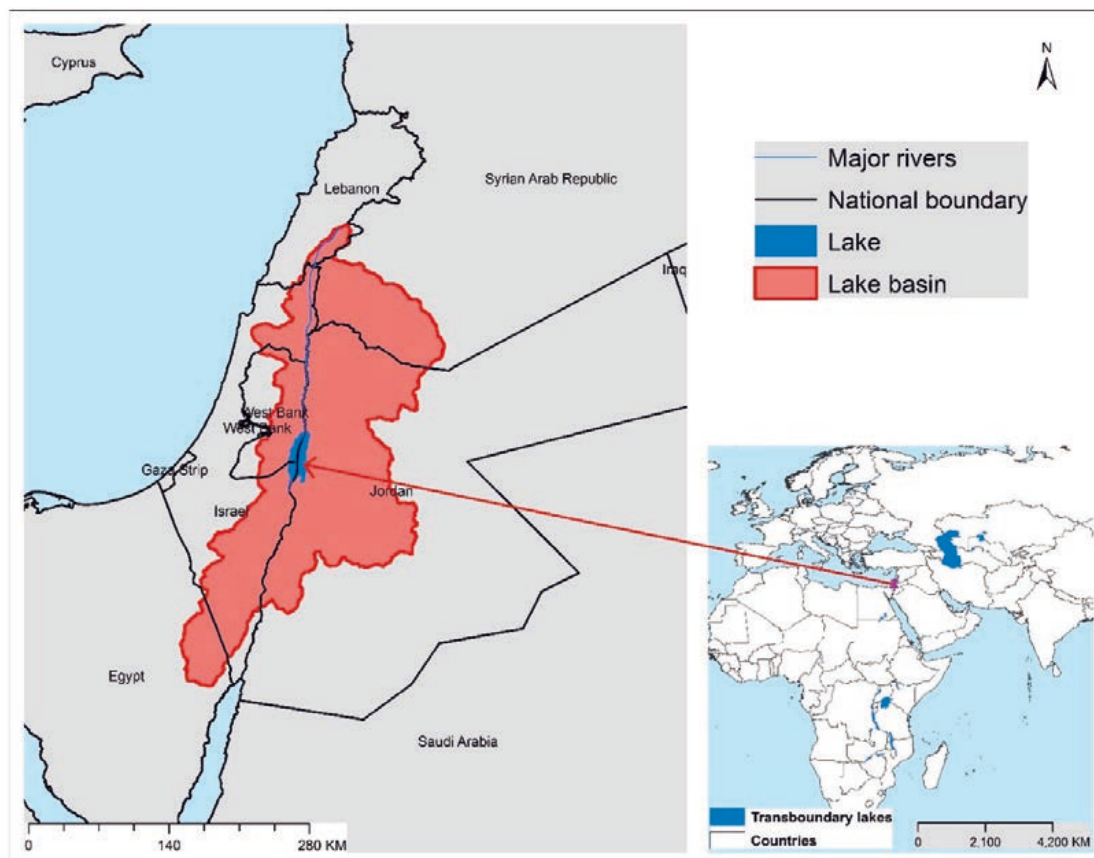 Cyprus
N
Major rivers
National boundary
Lake
Lake basin
Lebanon
Syrian Arab Republic
Iraq
West Bank
West Bank
Gaza Strip
Israel
Jordan
Egypt
Saudi Arabia
0 140 280 KM
Transboundary lakes
Countries
0 2,100 4,200 KM